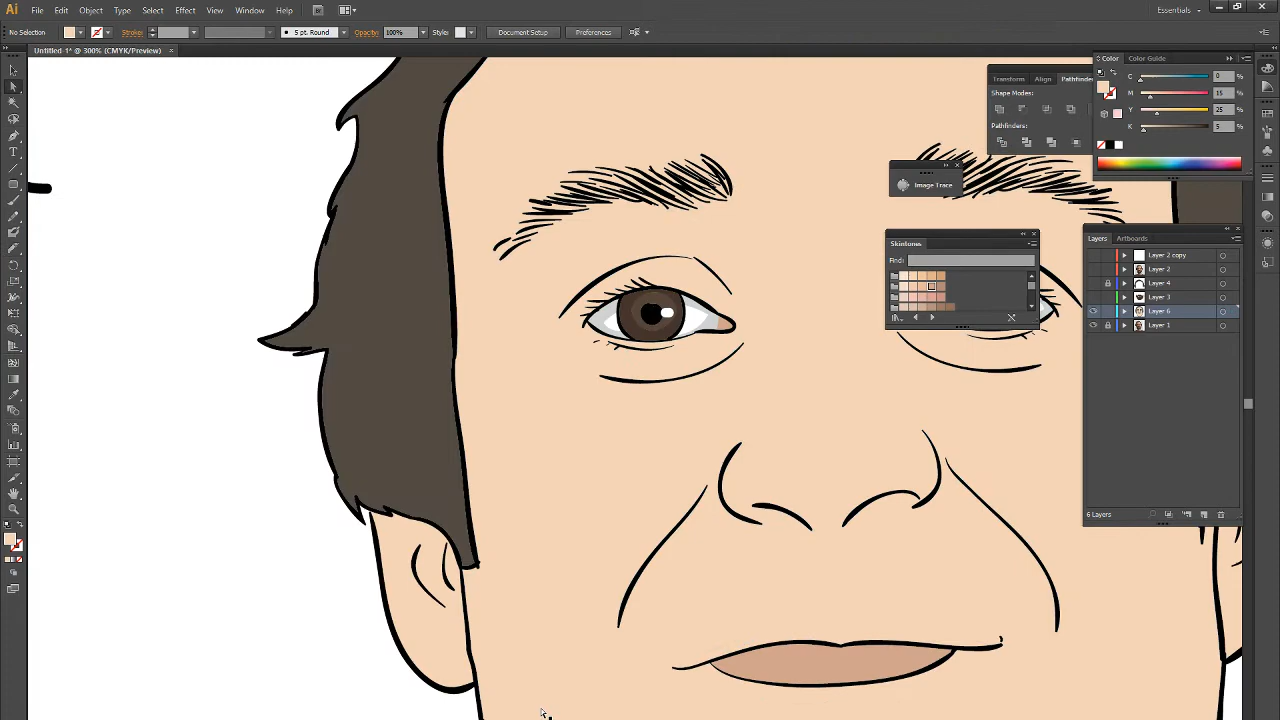 Ai File Edit Object Type Select Effect View Window Help Br Essentials
No Selection Stroke: 5 pt. Round Opacity: 100% Style: Document Setup Preferences
Untitled-1* @ 300% (CMYK/Preview) ×
Color Color Guide
C 0 %
M 15 %
Y 25 %
K 5 %
Transform Align Pathfinder
Shape Modes:
Pathfinders:
Image Trace
Skintones
Find:
Layers Artboards
Layer 2 copy
Layer 2
Layer 4
Layer 3
Layer 6
Layer 1
6 Layers